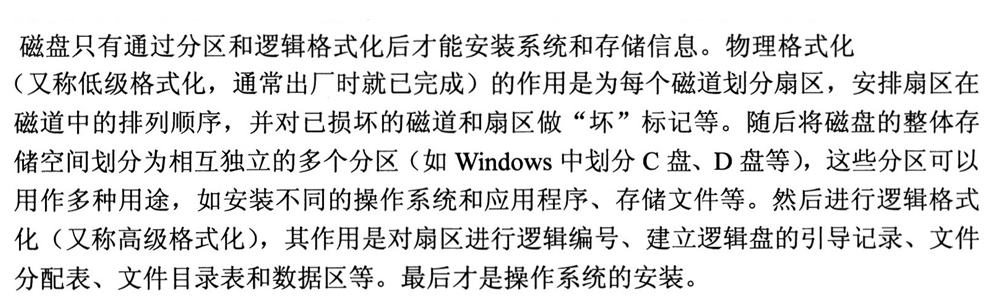 磁盘只有通过分区和逻辑格式化后才能安装系统和存储信息。物理格式化
（又称低级格式化，通常出厂时就已完成）的作用是为每个磁道划分扇区，安排扇区在
磁道中的排列顺序，并对已损坏的磁道和扇区做“坏”标记等。随后将磁盘的整体存
储空间划分为相互独立的多个分区（如 Windows 中划分 C 盘、D 盘等），这些分区可以
用作多种用途，如安装不同的操作系统和应用程序、存储文件等。然后进行逻辑格式
化（又称高级格式化），其作用是对扇区进行逻辑编号、建立逻辑盘的引导记录、文件
分配表、文件目录表和数据区等。最后才是操作系统的安装。